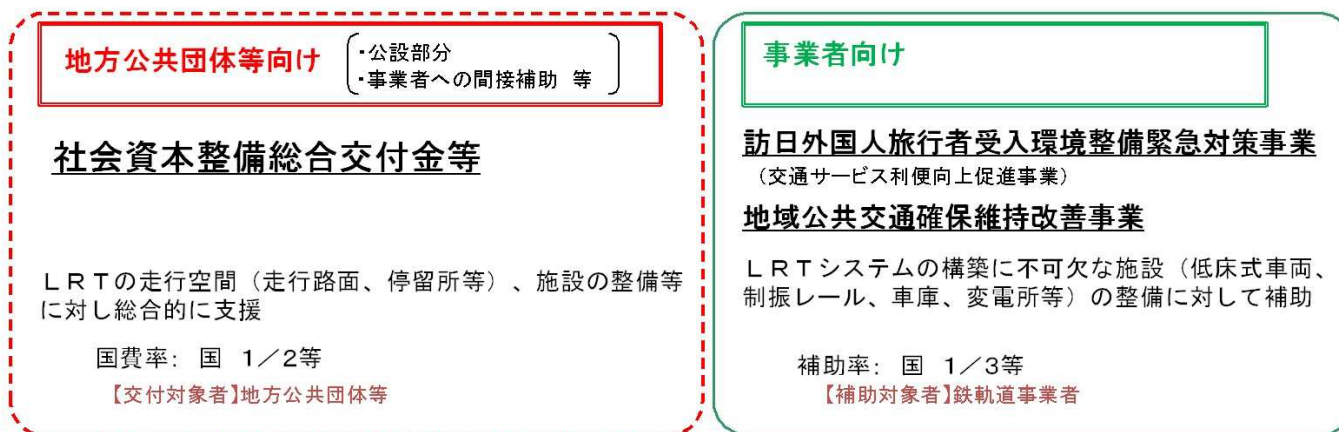 地方公共団体等向け
・公設部分
・事業者への間接補助 等
社会資本整備総合交付金等
LRTの走行空間（走行路面、停留所等）、施設の整備等
に対し総合的に支援
国費率： 国 １／２等
【交付対象者】地方公共団体等
事業者向け
訪日外国人旅行者受入環境整備緊急対策事業
（交通サービス利便向上促進事業）
地域公共交通確保維持改善事業
ＬＲＴシステムの構築に不可欠な施設（低床式車両、
制振レール、車庫、変電所等）の整備に対して補助
補助率： 国 １／３等
【補助対象者】鉄軌道事業者